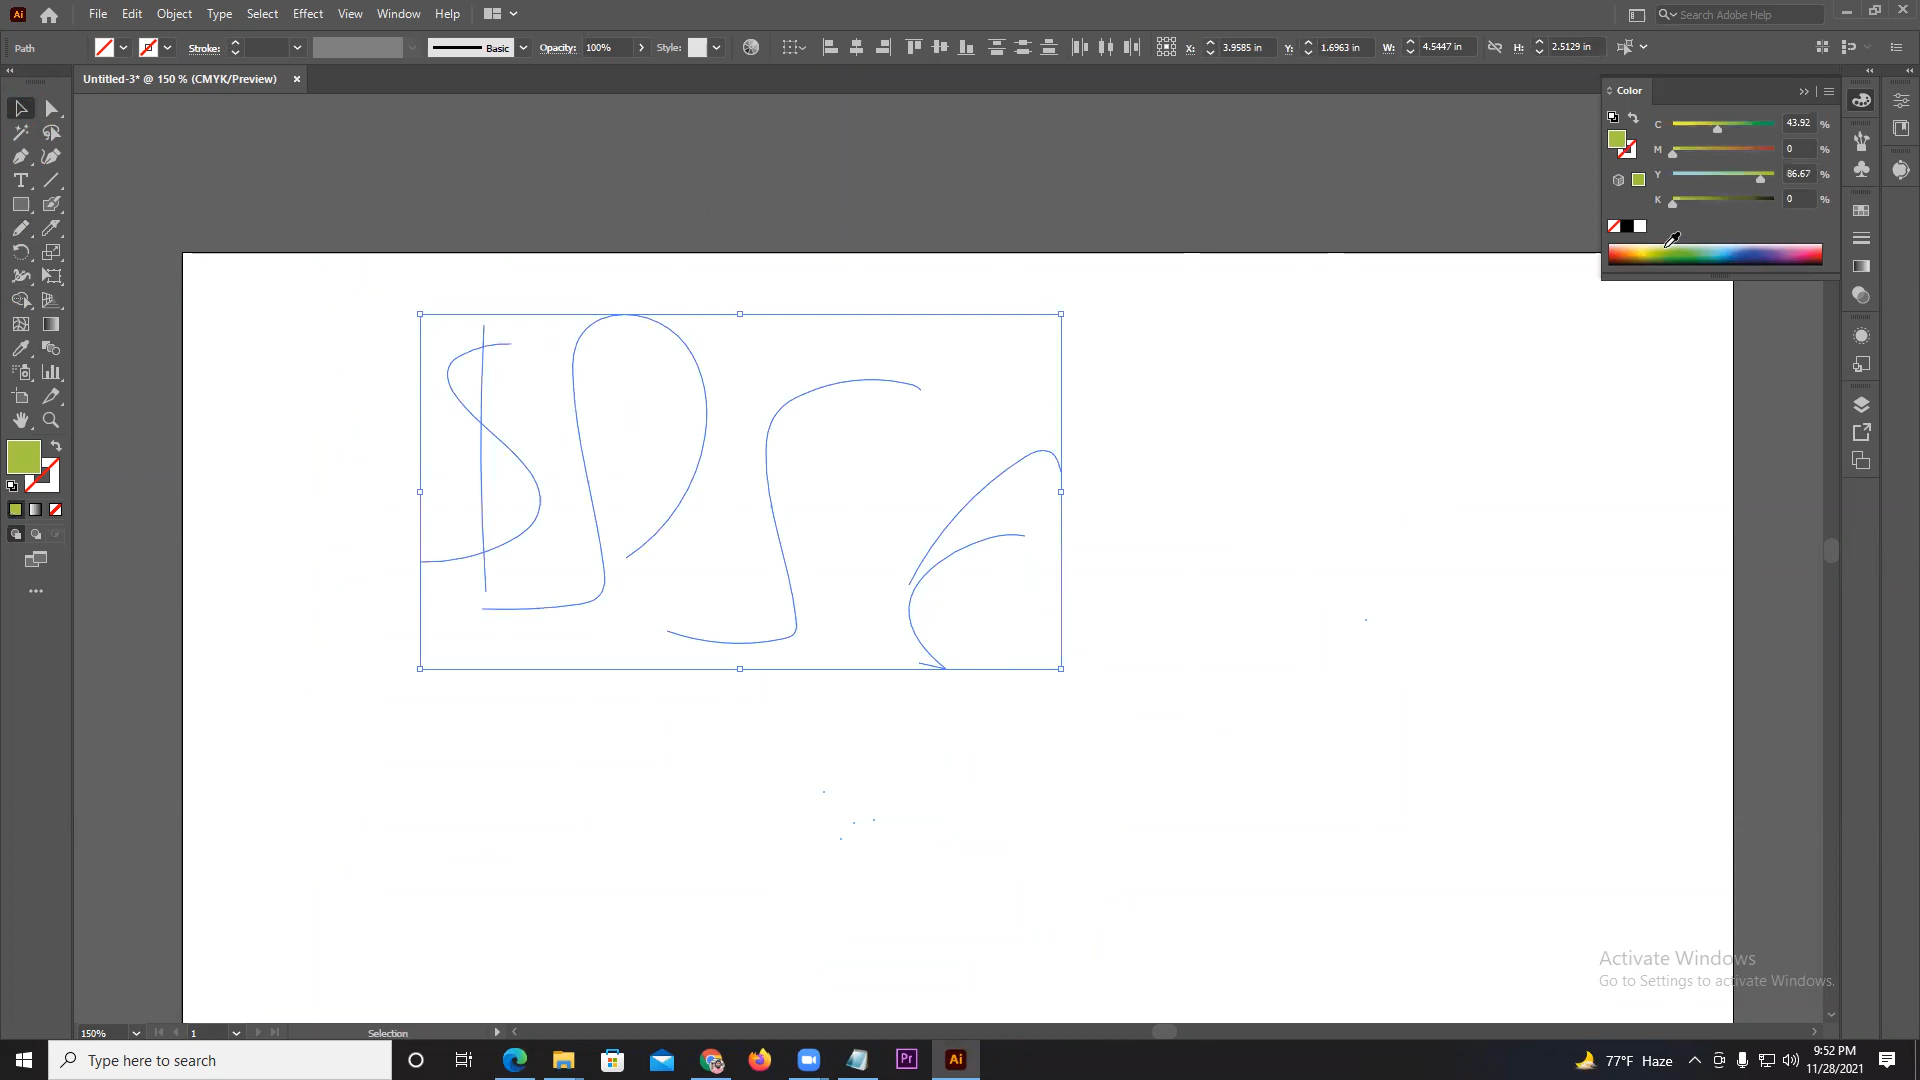 Ai File Edit Object Type Select Effect View Window Help Search Adobe Help
Path Stroke: Basic Opacity: 100% Style: X: 3.9585 in Y: 1.6963 in W: 4.5447 in H: 2.5129 in
Untitled-3* @ 150 % (CMYK/Preview) ×
Color
C 43.92 %
M 0 %
Y 86.67 %
K 0 %
Activate Windows
Go to Settings to activate Windows.
150% 1 Selection
Type here to search Pr Ai 77°F Haze 9:52 PM
11/28/2021